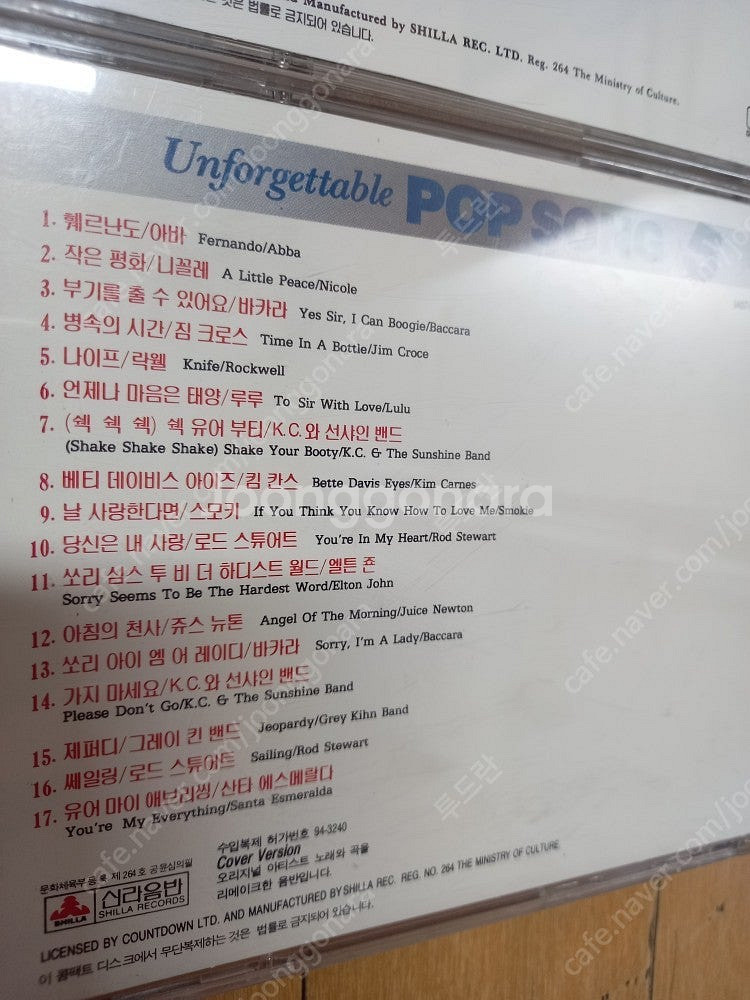 Manufactured by SHILLA REC. LTD. Reg. 264 The Ministry of Culture.
것은 법률로 금지되어 있습니다.
Unforgettable POP SONG
1. 훼르난도/아바 Fernando/Abba
2. 작은 평화/니꼴레 A Little Peace/Nicole
3. 부기를 출 수 있어요/바카라 Yes Sir, I Can Boogie/Baccara
4. 병속의 시간/짐 크로스 Time In A Bottle/Jim Croce
5. 나이프/락웰 Knife/Rockwell
6. 언제나 마음은 태양/루루 To Sir With Love/Lulu
7. (쉑 쉑 쉑) 쉑 유어 부티/K.C.와 선샤인 밴드
(Shake Shake Shake) Shake Your Booty/K.C. & The Sunshine Band
8. 베티 데이비스 아이즈/킴 칸스 Bette Davis Eyes/Kim Carnes
9. 날 사랑한다면/스모키 If You Think You Know How To Love Me/Smokie
10. 당신은 내 사랑/로드 스튜어트 You're In My Heart/Rod Stewart
11. 쏘리 심스 투 비 더 하디스트 월드/엘튼 죤
Sorry Seems To Be The Hardest Word/Elton John
12. 아침의 천사/쥬스 뉴톤 Angel Of The Morning/Juice Newton
13. 쏘리 아이 엠 어 레이디/바카라 Sorry, I'm A Lady/Baccara
14. 가지 마세요/K.C.와 선샤인 밴드
Please Don't Go/K.C. & The Sunshine Band
15. 제퍼디/그레이 킨 밴드 Jeopardy/Grey Kihn Band
16. 쎄일링/로드 스튜어트 Sailing/Rod Stewart
17. 유어 마이 애브리씽/산타 에스메랄다
You're My Everything/Santa Esmeralda
문화체육부 등록 제264호 공윤심의필
SHILLA 신라음반
SHILLA RECORDS
수입복제 허가번호 94-3240
Cover Version
오리지널 아티스트 노래와 곡을
리메이크한 음반입니다.
LICENSED BY COUNTDOWN LTD. AND MANUFACTURED BY SHILLA REC. REG. NO. 264 THE MINISTRY OF CULTURE
이 콤팩트 디스크에서 무단복제하는 것은 법률로 금지되어 있습니다.
joonggonara
투드란
cafe.naver.com/joonggonara